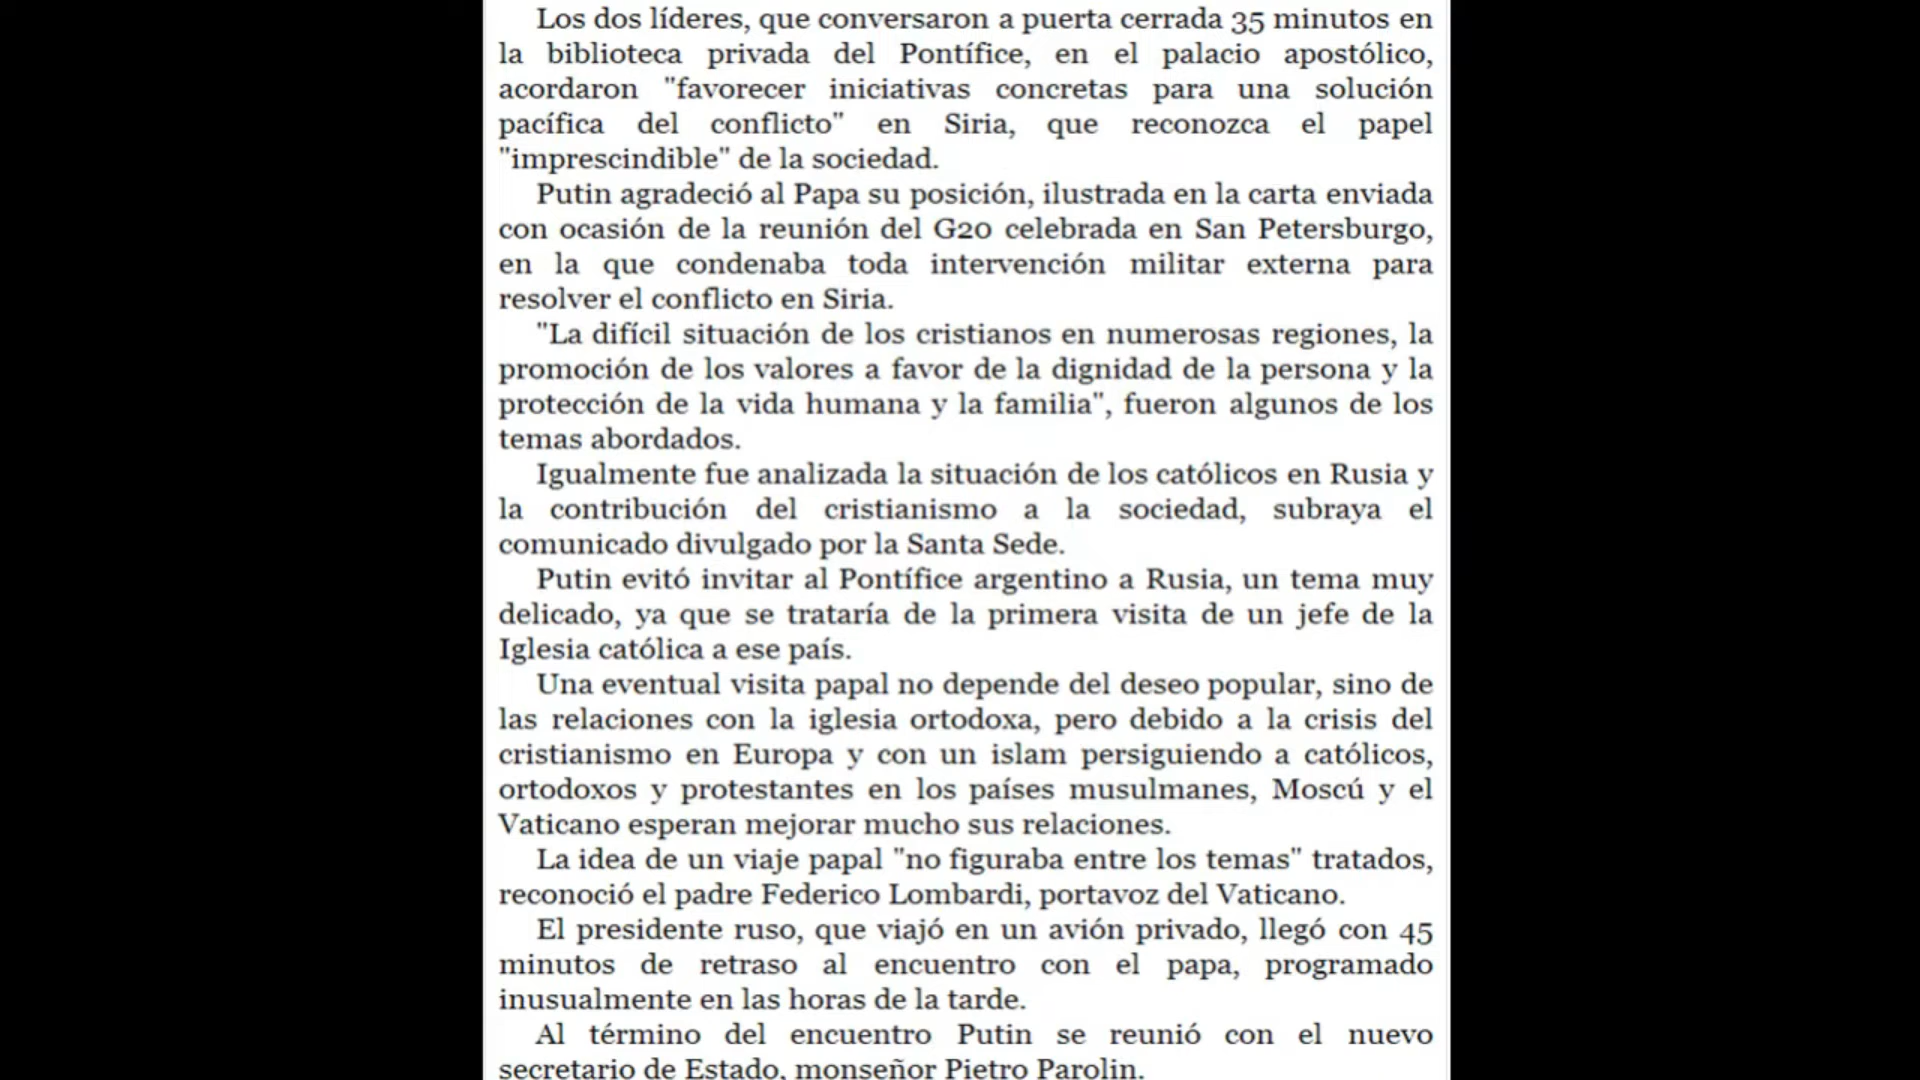 Los dos líderes, que conversaron a puerta cerrada 35 minutos en
la biblioteca privada del Pontífice, en el palacio apostólico,
acordaron "favorecer iniciativas concretas para una solución
pacífica del conflicto" en Siria, que reconozca el papel
"imprescindible" de la sociedad.
Putin agradeció al Papa su posición, ilustrada en la carta enviada
con ocasión de la reunión del G20 celebrada en San Petersburgo,
en la que condenaba toda intervención militar externa para
resolver el conflicto en Siria.
"La difícil situación de los cristianos en numerosas regiones, la
promoción de los valores a favor de la dignidad de la persona y la
protección de la vida humana y la familia", fueron algunos de los
temas abordados.
Igualmente fue analizada la situación de los católicos en Rusia y
la contribución del cristianismo a la sociedad, subraya el
comunicado divulgado por la Santa Sede.
Putin evitó invitar al Pontífice argentino a Rusia, un tema muy
delicado, ya que se trataría de la primera visita de un jefe de la
Iglesia católica a ese país.
Una eventual visita papal no depende del deseo popular, sino de
las relaciones con la iglesia ortodoxa, pero debido a la crisis del
cristianismo en Europa y con un islam persiguiendo a católicos,
ortodoxos y protestantes en los países musulmanes, Moscú y el
Vaticano esperan mejorar mucho sus relaciones.
La idea de un viaje papal "no figuraba entre los temas" tratados,
reconoció el padre Federico Lombardi, portavoz del Vaticano.
El presidente ruso, que viajó en un avión privado, llegó con 45
minutos de retraso al encuentro con el papa, programado
inusualmente en las horas de la tarde.
Al término del encuentro Putin se reunió con el nuevo
secretario de Estado, monseñor Pietro Parolin.